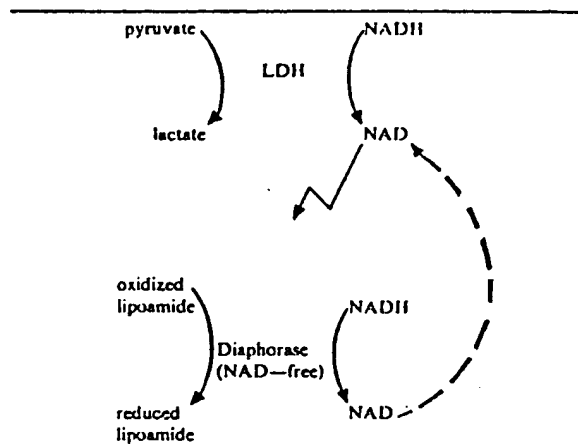 pyruvate NADH
LDH
lactate NAD
oxidized
lipoamide NADH
Diaphorase
(NAD—free)
reduced NAD
lipoamide